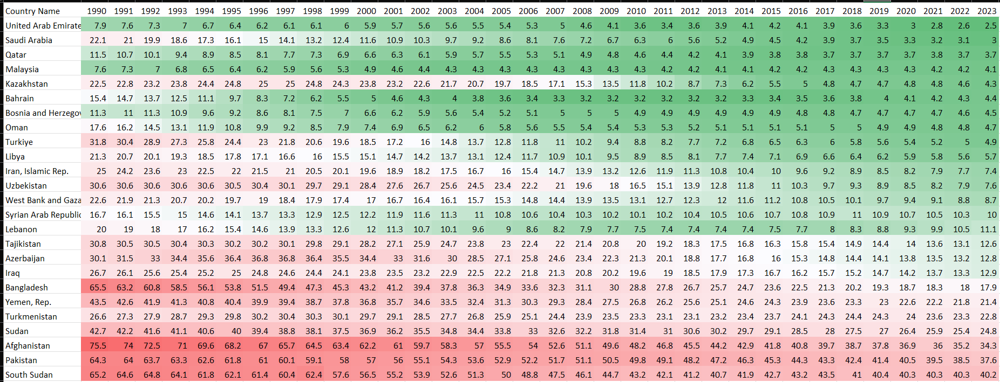 Country Name 1990 1991 1992 1993 1994 1995 1996 1997 1998 1999 2000 2001 2002 2003 2004 2005 2006 2007 2008 2009 2010 2011 2012 2013 2014 2015 2016 2017 2018 2019 2020 2021 2022 2023
United Arab Emirate 7.9 7.6 7.3 7 6.7 6.4 6.2 6.1 6.1 6 5.9 5.7 5.6 5.6 5.5 5.4 5.3 5 4.6 4.1 3.6 3.4 3.6 3.9 4.1 4.2 4.1 3.9 3.6 3.3 3 2.8 2.6 2.5
Saudi Arabia 22.1 21 19.9 18.6 17.3 16.1 15 14.1 13.2 12.4 11.6 10.9 10.3 9.7 9.2 8.6 8.1 7.6 7.2 6.7 6.3 6 5.6 5.2 4.9 4.5 4.2 3.9 3.7 3.5 3.3 3.2 3.1 3
Qatar 11.5 10.7 10.1 9.4 8.9 8.5 8.1 7.7 7.3 6.9 6.6 6.3 6.1 5.9 5.7 5.5 5.3 5.1 4.9 4.8 4.6 4.4 4.2 4.1 3.9 3.8 3.8 3.7 3.7 3.7 3.7 3.8 3.7 3.7
Malaysia 7.6 7.3 7 6.8 6.5 6.4 6.2 5.9 5.6 5.3 4.9 4.6 4.4 4.3 4.3 4.3 4.3 4.3 4.3 4.3 4.3 4.2 4.2 4.1 4.1 4.2 4.2 4.3 4.3 4.3 4.3 4.2 4.2 4.1
Kazakhstan 22.5 22.8 23.2 23.8 24.4 24.8 25 25 24.8 24.3 23.8 23.2 22.6 21.7 20.7 19.7 18.5 17.1 15.3 13.5 11.8 10.2 8.7 7.3 6.2 5.5 5 4.8 4.7 4.7 4.8 4.8 4.6 4.3
Bahrain 15.4 14.7 13.7 12.5 11.1 9.7 8.3 7.2 6.2 5.5 5 4.6 4.3 4 3.8 3.6 3.4 3.3 3.2 3.2 3.2 3.2 3.2 3.3 3.3 3.4 3.5 3.6 3.8 4 4.1 4.2 4.3 4.4
Bosnia and Herzegov 11.3 11 11.3 10.9 9.6 9.2 8.6 8.1 7.5 7 6.6 6.2 5.9 5.6 5.4 5.2 5.1 5 5 5 4.9 4.9 4.9 4.9 4.9 4.9 4.8 4.8 4.7 4.7 4.7 4.7 4.6 4.5
Oman 17.6 16.2 14.5 13.1 11.9 10.8 9.9 9.2 8.5 7.9 7.4 6.9 6.5 6.2 6 5.8 5.6 5.5 5.4 5.4 5.3 5.3 5.2 5.1 5.1 5.1 5.1 5 5 4.9 4.9 4.8 4.8 4.7
Turkiye 31.8 30.4 28.9 27.3 25.8 24.4 23 21.8 20.6 19.6 18.5 17.2 16 14.8 13.7 12.8 11.8 11 10.2 9.4 8.8 8.2 7.7 7.2 6.8 6.5 6.3 6 5.8 5.6 5.4 5.2 5 4.9
Libya 21.3 20.7 20.1 19.3 18.5 17.8 17.1 16.6 16 15.5 15.1 14.7 14.2 13.7 13.1 12.4 11.7 10.9 10.1 9.5 8.9 8.5 8.1 7.7 7.4 7.1 6.9 6.6 6.4 6.2 5.9 5.8 5.6 5.7
Iran, Islamic Rep. 25 24.2 23.6 23 22.5 22 21.5 21 20.5 20.1 19.6 18.9 18.2 17.5 16.7 16 15.4 14.7 13.9 13.2 12.6 11.9 11.3 10.8 10.4 10 9.6 9.2 8.9 8.5 8.2 7.9 7.7 7.4
Uzbekistan 30.6 30.6 30.6 30.6 30.6 30.5 30.4 30.1 29.7 29.1 28.4 27.6 26.7 25.6 24.5 23.4 22.2 21 19.6 18 16.5 15.1 13.9 12.8 11.8 11 10.3 9.7 9.3 8.9 8.5 8.2 7.9 7.6
West Bank and Gaza 22.6 21.9 21.3 20.7 20.2 19.7 19 18.4 17.9 17.4 17 16.7 16.4 16.1 15.7 15.3 14.8 14.4 13.9 13.5 13.1 12.7 12.3 12 11.6 11.2 10.8 10.5 10.1 9.7 9.4 9.1 8.8 8.7
Syrian Arab Republic 16.7 16.1 15.5 15 14.6 14.1 13.7 13.3 12.9 12.5 12.2 11.9 11.6 11.3 11 10.8 10.6 10.4 10.3 10.2 10.1 10.2 10.4 10.5 10.6 10.7 10.8 10.9 11 10.9 10.7 10.5 10.3 10
Lebanon 20 19 18 17 16.2 15.4 14.6 13.9 13.3 12.6 12 11.3 10.7 10.1 9.6 9 8.6 8.2 7.9 7.7 7.5 7.4 7.4 7.4 7.4 7.5 7.7 8 8.3 8.8 9.3 9.9 10.5 11.1
Tajikistan 30.8 30.5 30.5 30.4 30.3 30.2 30.2 30.1 29.8 29.1 28.2 27.1 25.9 24.7 23.8 23 22.4 22 21.4 20.8 20 19.2 18.3 17.5 16.8 16.3 15.8 15.4 14.9 14.4 14 13.6 13.1 12.6
Azerbaijan 30.1 31.5 33 34.4 35.6 36.4 36.8 36.8 36.4 35.5 34.4 33 31.6 30 28.5 27.1 25.8 24.6 23.4 22.3 21.3 20.1 18.8 17.7 16.8 16 15.3 14.8 14.4 14.1 13.8 13.5 13.2 12.8
Iraq 26.7 26.1 25.6 25.4 25.2 25 24.8 24.6 24.4 24.1 23.8 23.5 23.2 22.9 22.5 22.2 21.8 21.3 20.8 20.2 19.6 19 18.5 17.9 17.3 16.7 16.2 15.7 15.2 14.7 14.2 13.7 13.3 12.9
Bangladesh 65.5 63.2 60.8 58.5 56.1 53.8 51.5 49.4 47.3 45.3 43.2 41.2 39.4 37.8 36.3 34.9 33.6 32.3 31.1 30 28.8 27.8 26.7 25.7 24.7 23.6 22.5 21.3 20.2 19.3 18.7 18.3 18 17.9
Yemen, Rep. 43.5 42.6 41.9 41.3 40.8 40.4 39.9 39.4 38.7 37.8 36.8 35.7 34.6 33.5 32.4 31.3 30.3 29.3 28.4 27.5 26.8 26.2 25.6 25.1 24.6 24.3 23.9 23.6 23.3 23 22.6 22.2 21.8 21.4
Turkmenistan 26.6 27.3 27.9 28.7 29.3 29.8 30.2 30.4 30.3 30.1 29.7 29.1 28.5 27.7 26.8 25.9 25.1 24.4 23.9 23.5 23.3 23.1 23.1 23.2 23.4 23.7 24.1 24.3 24.4 24.3 24 23.6 23.3 22.8
Sudan 42.7 42.2 41.6 41.1 40.6 40 39.4 38.8 38.1 37.5 36.9 36.2 35.5 34.8 34.4 33.8 33 32.6 32.2 31.8 31.4 31 30.6 30.2 29.7 29.1 28.5 28 27.5 27 26.4 25.9 25.4 24.8
Afghanistan 75.5 74 72.5 71 69.6 68.2 67 65.7 64.5 63.4 62.2 61 59.7 58.3 57 55.5 54 52.6 51.1 49.6 48.2 46.8 45.5 44.2 42.9 41.8 40.8 39.7 38.7 37.8 36.9 36 35.2 34.3
Pakistan 64.3 64 63.7 63.3 62.6 61.8 61 60.1 59.1 58 57 56 55.1 54.3 53.6 52.9 52.2 51.7 51.1 50.5 49.8 49.1 48.2 47.2 46.3 45.3 44.3 43.3 42.4 41.4 40.5 39.5 38.5 37.6
South Sudan 65.2 64.6 64.8 64.1 61.8 62.1 61.4 60.4 62.4 57.6 56.5 55.2 53.9 52.6 51.3 50 48.8 47.5 46.1 44.7 43.2 42.1 41.2 40.7 41.9 42.7 43.2 43.5 41 40.4 40.3 40.3 40.3 40.2